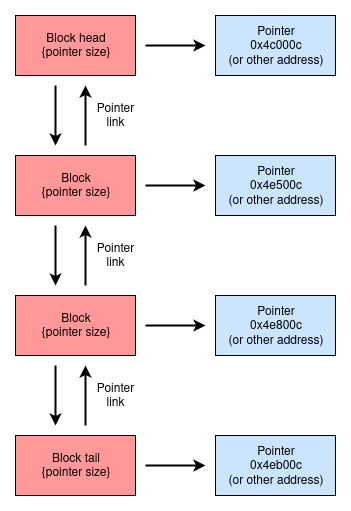 Block head
{pointer size}
Pointer
0x4c000c
(or other address)
Pointer
link
Block
{pointer size}
Pointer
0x4e500c
(or other address)
Pointer
link
Block
{pointer size}
Pointer
0x4e800c
(or other address)
Pointer
link
Block tail
{pointer size}
Pointer
0x4eb00c
(or other address)